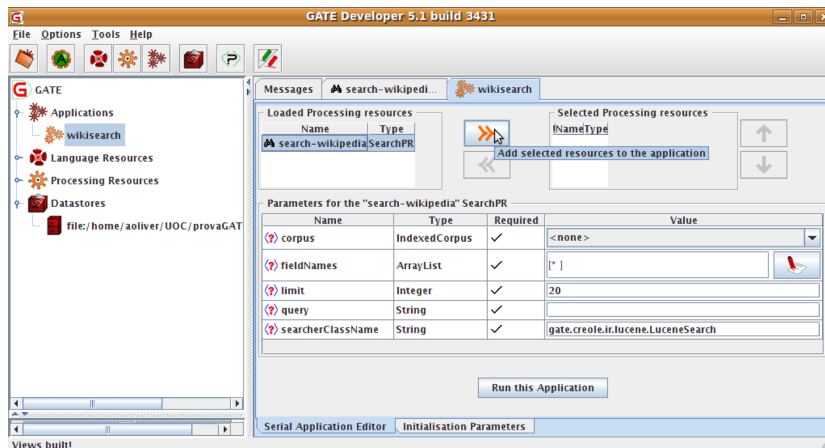 GATE Developer 5.1 build 3431
File Options Tools Help
GATE
Applications
wikisearch
Language Resources
Processing Resources
Datastores
file:/home/aoliver/UOC/provaGAT
Messages search-wikipedi... wikisearch
Loaded Processing resources
Name Type
search-wikipedia SearchPR
Selected Processing resources
!NameType
Add selected resources to the application
Parameters for the "search-wikipedia" SearchPR
Name Type Required Value
corpus IndexedCorpus ✓ <none>
fieldNames ArrayList ✓ [* ]
limit Integer ✓ 20
query String ✓
searcherClassName String ✓ gate.creole.ir.lucene.LuceneSearch
Run this Application
Serial Application Editor Initialisation Parameters
Views built!